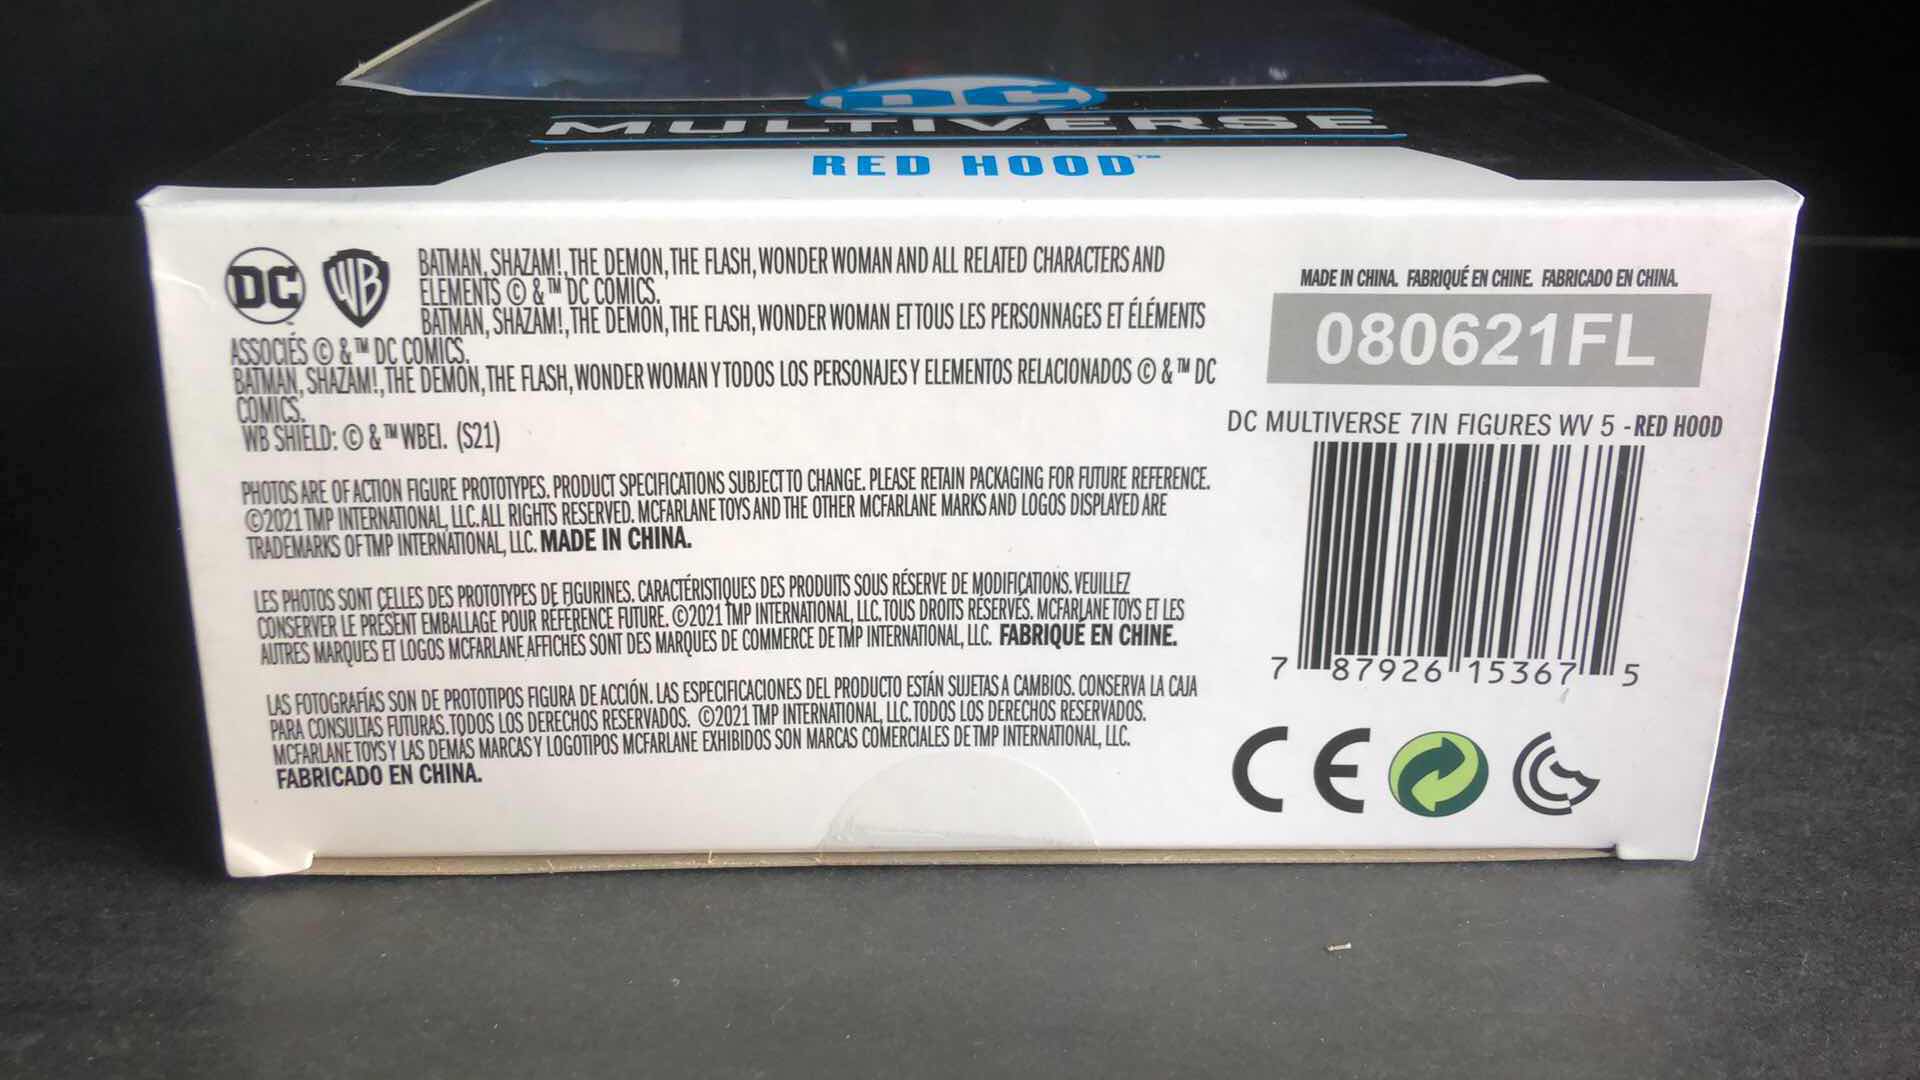 DC
MULTIVERSE
RED HOOD™
DC WB BATMAN, SHAZAM!, THE DEMON, THE FLASH, WONDER WOMAN AND ALL RELATED CHARACTERS AND
ELEMENTS © & ™ DC COMICS.
BATMAN, SHAZAM!, THE DEMON, THE FLASH, WONDER WOMAN ET TOUS LES PERSONNAGES ET ÉLÉMENTS
ASSOCIÉS © & ™ DC COMICS.
BATMAN, SHAZAM!, THE DEMON, THE FLASH, WONDER WOMAN Y TODOS LOS PERSONAJES Y ELEMENTOS RELACIONADOS © & ™ DC
COMICS.
WB SHIELD: © & ™ WBEI. (S21)
PHOTOS ARE OF ACTION FIGURE PROTOTYPES. PRODUCT SPECIFICATIONS SUBJECT TO CHANGE. PLEASE RETAIN PACKAGING FOR FUTURE REFERENCE.
©2021 TMP INTERNATIONAL, LLC. ALL RIGHTS RESERVED. MCFARLANE TOYS AND THE OTHER MCFARLANE MARKS AND LOGOS DISPLAYED ARE
TRADEMARKS OF TMP INTERNATIONAL, LLC. MADE IN CHINA.
LES PHOTOS SONT CELLES DES PROTOTYPES DE FIGURINES. CARACTÉRISTIQUES DES PRODUITS SOUS RÉSERVE DE MODIFICATIONS. VEUILLEZ
CONSERVER LE PRÉSENT EMBALLAGE POUR RÉFÉRENCE FUTURE. ©2021 TMP INTERNATIONAL, LLC. TOUS DROITS RÉSERVÉS. MCFARLANE TOYS ET LES
AUTRES MARQUES ET LOGOS MCFARLANE AFFICHÉS SONT DES MARQUES DE COMMERCE DE TMP INTERNATIONAL, LLC. FABRIQUÉ EN CHINE.
LAS FOTOGRAFÍAS SON DE PROTOTIPOS FIGURA DE ACCIÓN. LAS ESPECIFICACIONES DEL PRODUCTO ESTÁN SUJETAS A CAMBIOS. CONSERVA LA CAJA
PARA CONSULTAS FUTURAS. TODOS LOS DERECHOS RESERVADOS. ©2021 TMP INTERNATIONAL, LLC. TODOS LOS DERECHOS RESERVADOS.
MCFARLANE TOYS Y LAS DEMÁS MARCAS Y LOGOTIPOS MCFARLANE EXHIBIDOS SON MARCAS COMERCIALES DE TMP INTERNATIONAL, LLC.
FABRICADO EN CHINA.
MADE IN CHINA. FABRIQUÉ EN CHINE. FABRICADO EN CHINA.
080621FL
DC MULTIVERSE 7IN FIGURES WV 5 - RED HOOD
7 87926 15367 5
CE